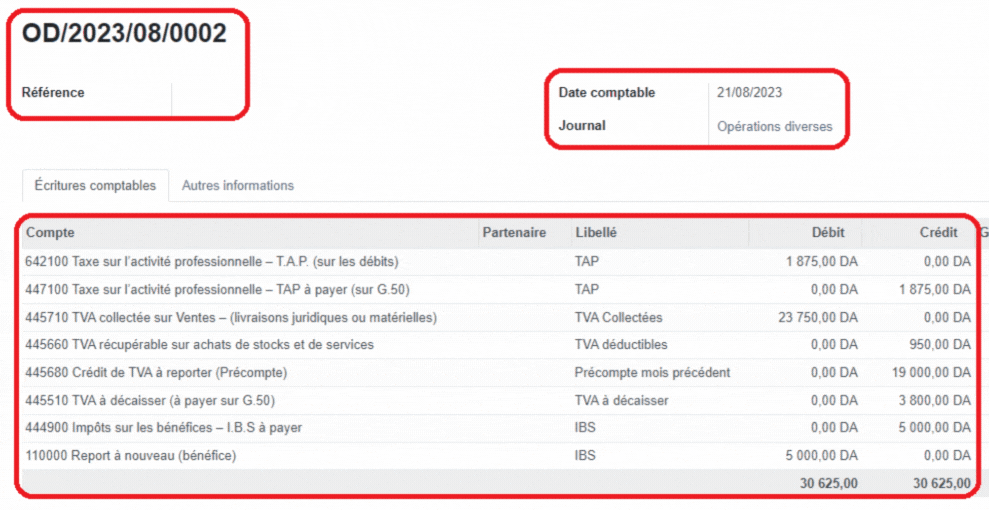 OD/2023/08/0002
Référence
Date comptable 21/08/2023
Journal Opérations diverses
Écritures comptables Autres informations
Compte Partenaire Libellé Débit Crédit G
642100 Taxe sur l'activité professionnelle – T.A.P. (sur les débits) TAP 1 875,00 DA 0,00 DA
447100 Taxe sur l'activité professionnelle – TAP à payer (sur G.50) TAP 0,00 DA 1 875,00 DA
445710 TVA collectée sur Ventes – (livraisons juridiques ou matérielles) TVA Collectées 23 750,00 DA 0,00 DA
445660 TVA récupérable sur achats de stocks et de services TVA déductibles 0,00 DA 950,00 DA
445680 Crédit de TVA à reporter (Précompte) Précompte mois précédent 0,00 DA 19 000,00 DA
445510 TVA à décaisser (à payer sur G.50) TVA à décaisser 0,00 DA 3 800,00 DA
444900 Impôts sur les bénéfices – I.B.S à payer IBS 0,00 DA 5 000,00 DA
110000 Report à nouveau (bénéfice) IBS 5 000,00 DA 0,00 DA
30 625,00 30 625,00